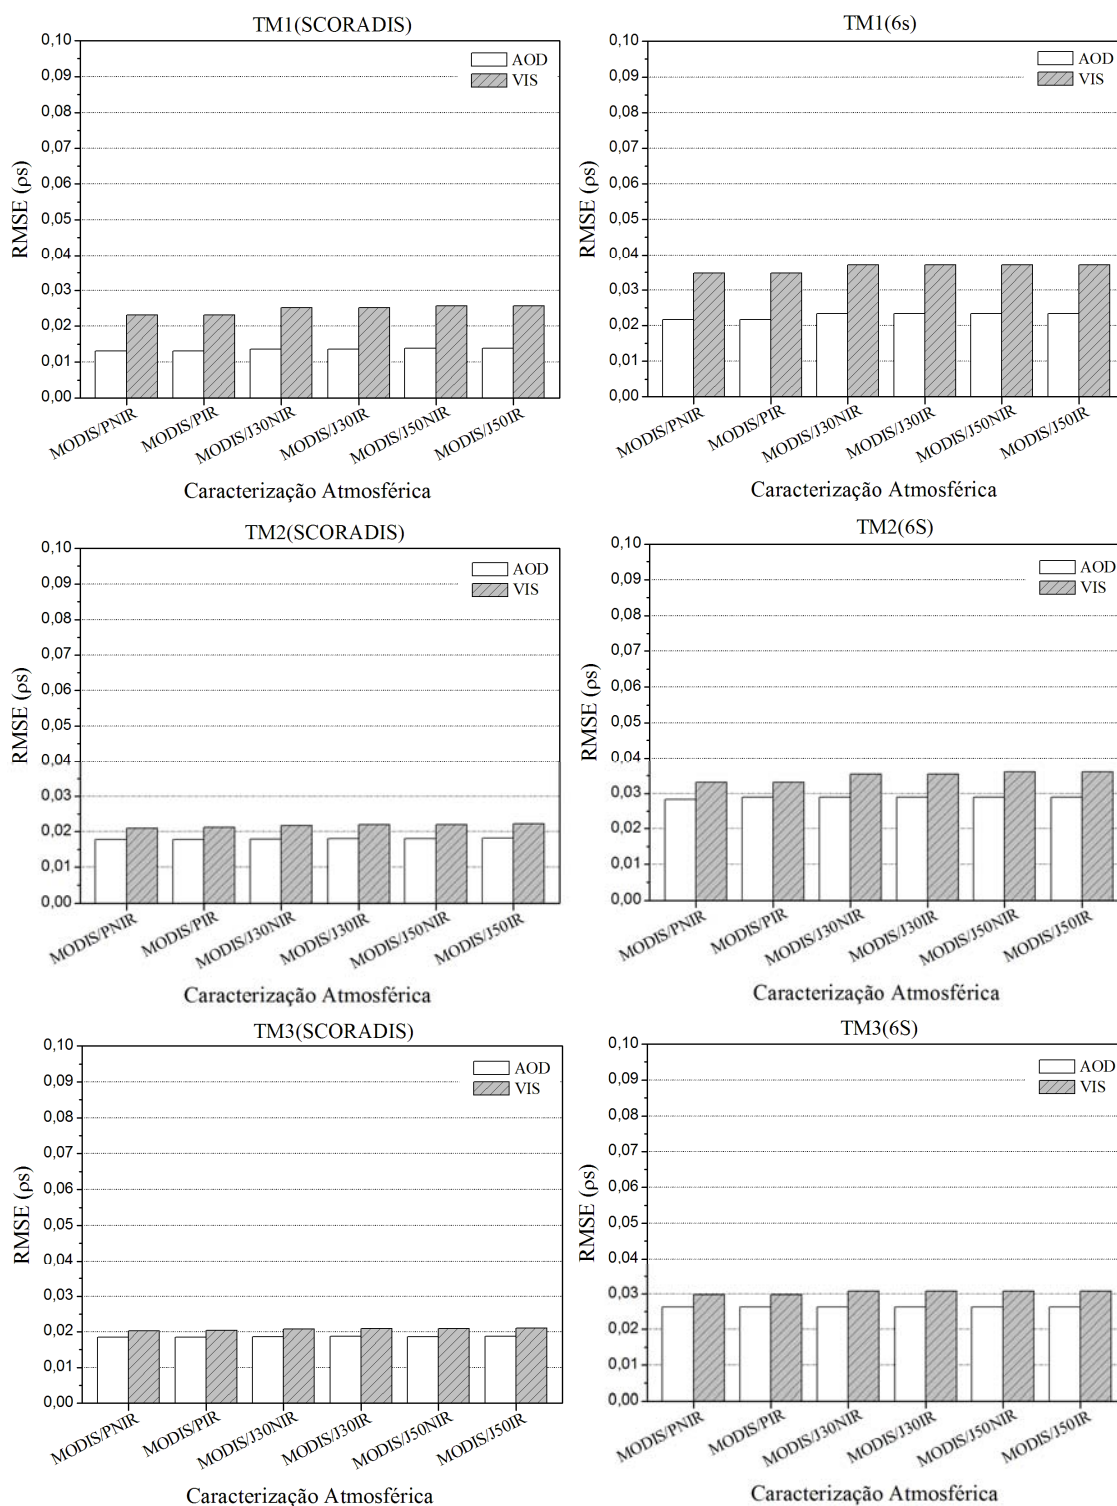 TM1(SCORADIS)
0,10
0,09
0,08
0,07
0,06
0,05
0,04
0,03
0,02
0,01
0,00
RMSE (ρs)
AOD
VIS
MODIS/PNIR
MODIS/PIR
MODIS/J30NIR
MODIS/J30IR
MODIS/J50NIR
MODIS/J50IR
Caracterização Atmosférica
TM1(6s)
0,10
0,09
0,08
0,07
0,06
0,05
0,04
0,03
0,02
0,01
0,00
RMSE (ρs)
AOD
VIS
MODIS/PNIR
MODIS/PIR
MODIS/J30NIR
MODIS/J30IR
MODIS/J50NIR
MODIS/J50IR
Caracterização Atmosférica
TM2(SCORADIS)
0,10
0,09
0,08
0,07
0,06
0,05
0,04
0,03
0,02
0,01
0,00
RMSE (ρs)
AOD
VIS
MODIS/PNIR
MODIS/PIR
MODIS/J30NIR
MODIS/J30IR
MODIS/J50NIR
MODIS/J50IR
Caracterização Atmosférica
TM2(6S)
0,10
0,09
0,08
0,07
0,06
0,05
0,04
0,03
0,02
0,01
0,00
RMSE (ρs)
AOD
VIS
MODIS/PNIR
MODIS/PIR
MODIS/J30NIR
MODIS/J30IR
MODIS/J50NIR
MODIS/J50IR
Caracterização Atmosférica
TM3(SCORADIS)
0,10
0,09
0,08
0,07
0,06
0,05
0,04
0,03
0,02
0,01
0,00
RMSE (ρs)
AOD
VIS
MODIS/PNIR
MODIS/PIR
MODIS/J30NIR
MODIS/J30IR
MODIS/J50NIR
MODIS/J50IR
Caracterização Atmosférica
TM3(6S)
0,10
0,09
0,08
0,07
0,06
0,05
0,04
0,03
0,02
0,01
0,00
RMSE (ρs)
AOD
VIS
MODIS/PNIR
MODIS/PIR
MODIS/J30NIR
MODIS/J30IR
MODIS/J50NIR
MODIS/J50IR
Caracterização Atmosférica